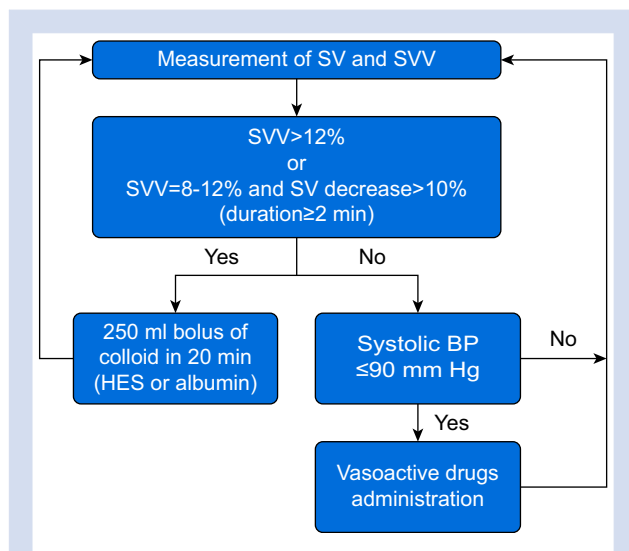 Measurement of SV and SVV
SVV>12%
or
SVV=8-12% and SV decrease>10%
(duration≥2 min)
Yes
No
250 ml bolus of
colloid in 20 min
(HES or albumin)
Systolic BP
≤90 mm Hg
No
Yes
Vasoactive drugs
administration